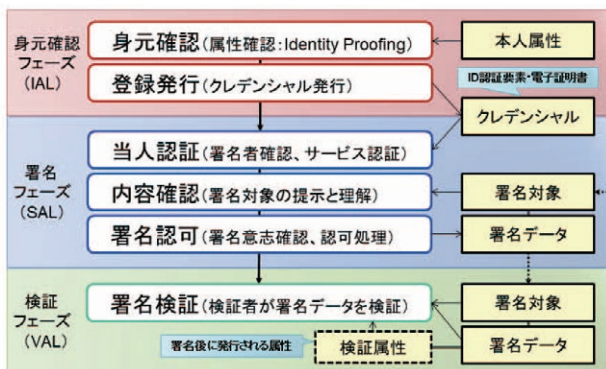 身元確認
フェーズ
(IAL)
身元確認(属性確認:Identity Proofing)
本人属性
登録発行(クレデンシャル発行)
ID認証要素・電子証明書
クレデンシャル
署名
フェーズ
(SAL)
当人認証(署名者確認、サービス認証)
内容確認(署名対象の提示と理解)
署名対象
署名認可(署名意志確認、認可処理)
署名データ
検証
フェーズ
(VAL)
署名検証(検証者が署名データを検証)
署名対象
署名後に発行される属性
検証属性
署名データ